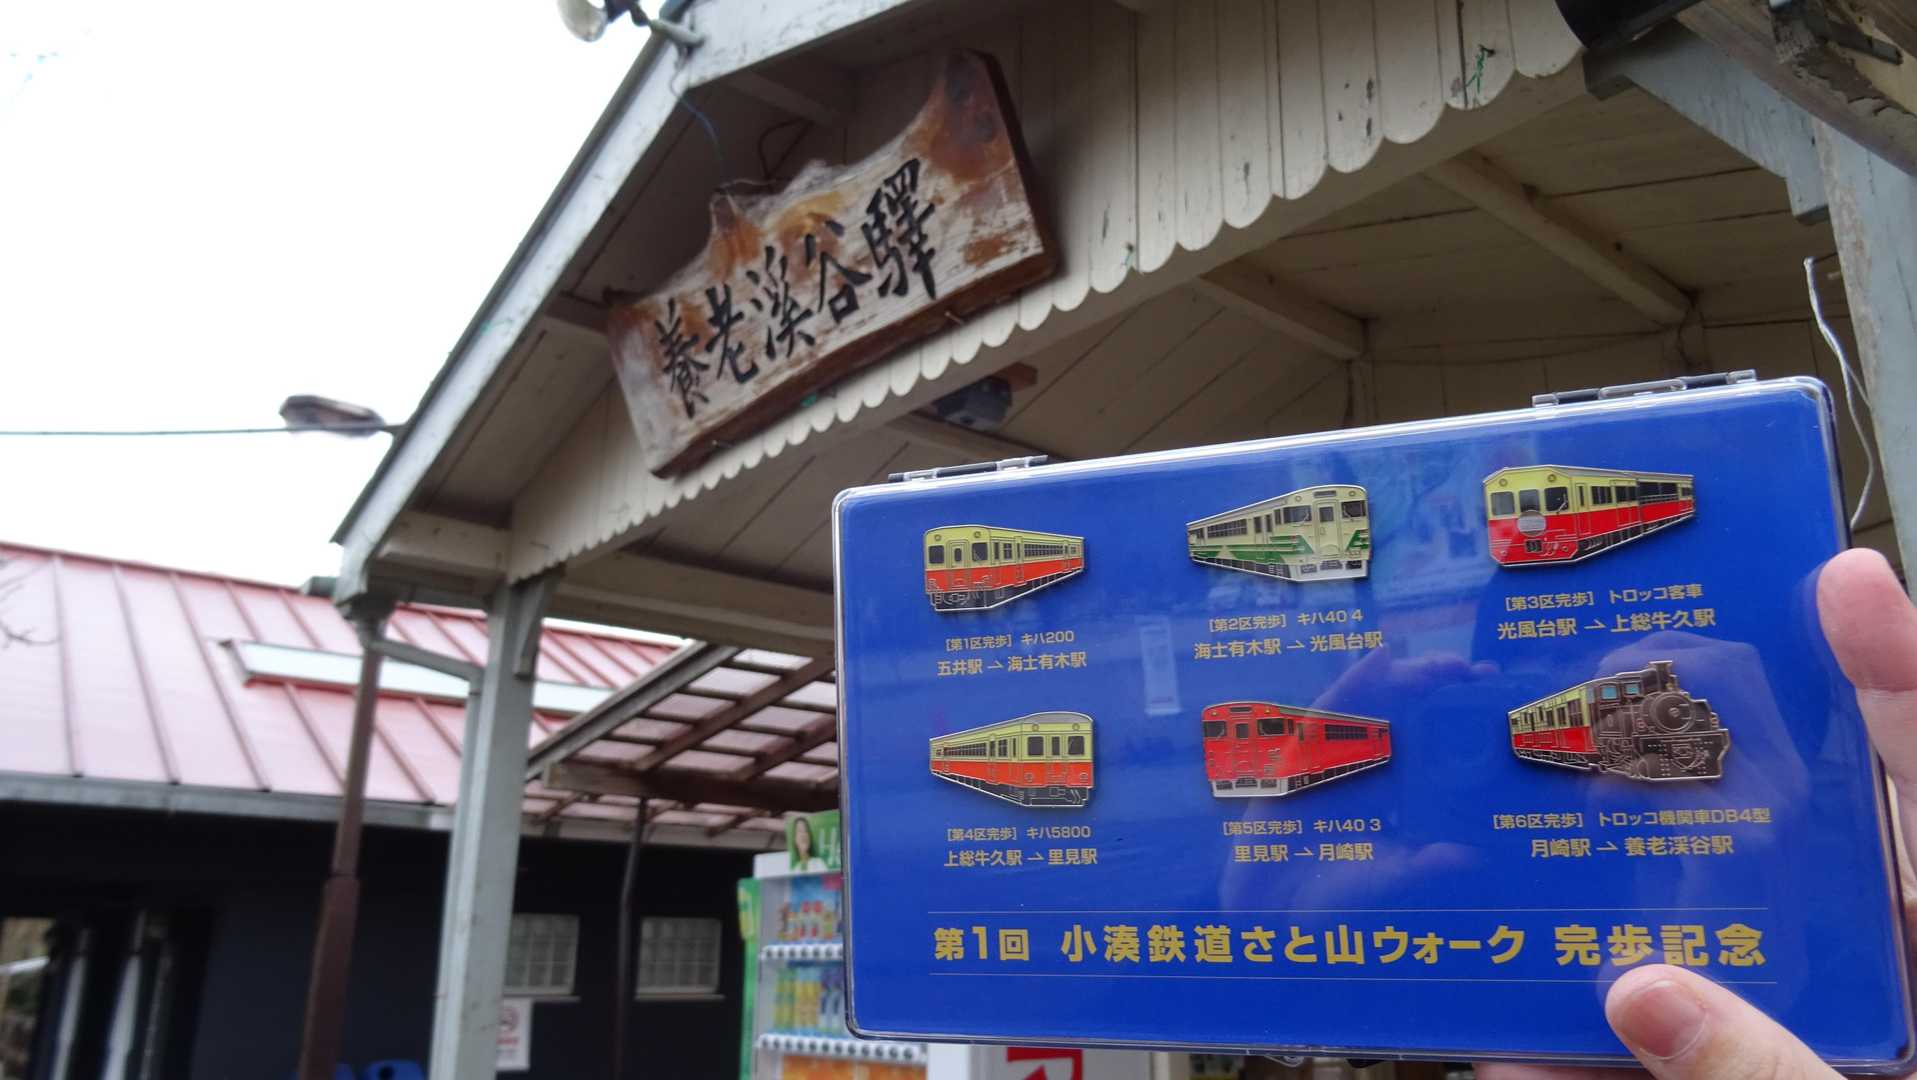 養老渓谷驛
[第1区完歩] キハ200
五井駅→海士有木駅
[第2区完歩] キハ40 4
海士有木駅→光風台駅
[第3区完歩] トロッコ客車
光風台駅→上総牛久駅
[第4区完歩] キハ5800
上総牛久駅→里見駅
[第5区完歩] キハ40 3
里見駅→月崎駅
[第6区完歩] トロッコ機関車DB4型
月崎駅→養老渓谷駅
第1回 小湊鉄道さと山ウォーク 完歩記念